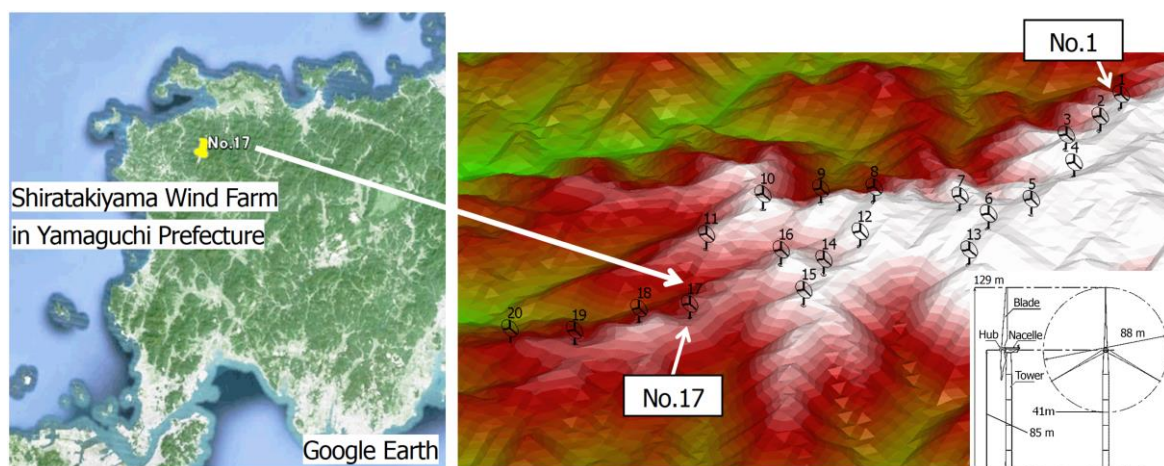 No.17
Shiratakiyama Wind Farm
in Yamaguchi Prefecture
Google Earth
No.1
1
2
3
4
5
6
7
8
9
10
11
12
13
14
15
16
17
18
19
20
No.17
129 m
Blade
Hub
Nacelle
88 m
Tower
41m
85 m